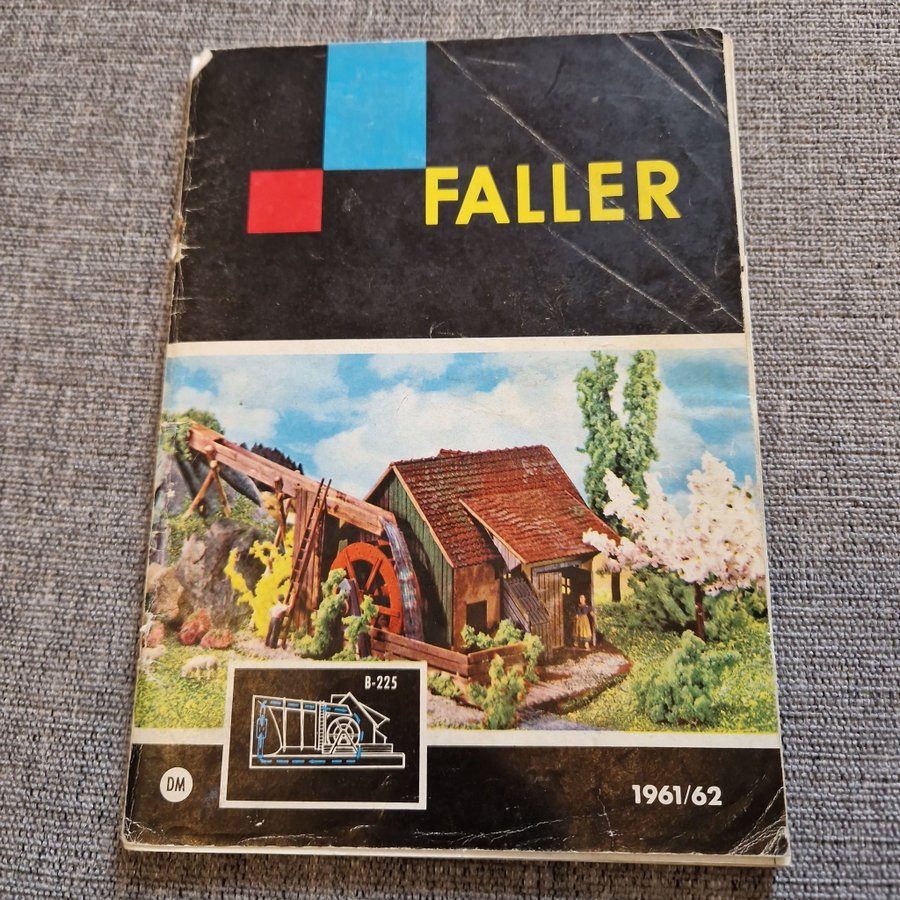 FALLER
B-225
DM
1961/62